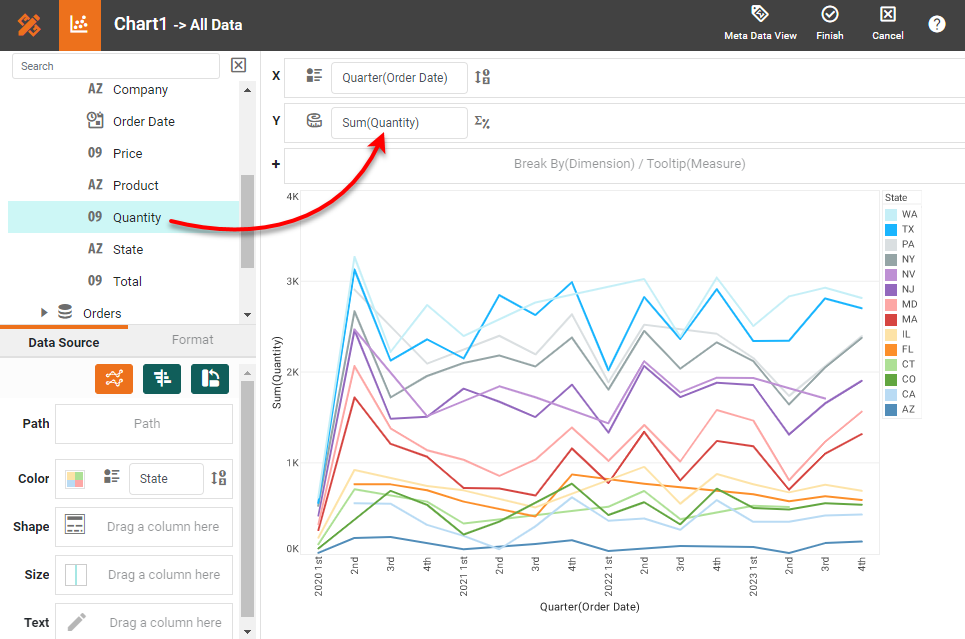 Chart1 -> All Data
Meta Data View
Finish
Cancel
?
Search
AZ Company
Order Date
09 Price
AZ Product
09 Quantity
AZ State
09 Total
Orders
Data Source
Format
Path
Path
Color
State
Shape
Drag a column here
Size
Drag a column here
Text
Drag a column here
X
Quarter(Order Date)
Y
Sum(Quantity)
+
Break By(Dimension) / Tooltip(Measure)
4K
3K
2K
1K
0K
Sum(Quantity)
2020 1st
2nd
3rd
4th
2021 1st
2nd
3rd
4th
2022 1st
2nd
3rd
4th
2023 1st
2nd
3rd
4th
Quarter(Order Date)
State
WA
TX
PA
NY
NV
NJ
MD
MA
IL
FL
CT
CO
CA
AZ